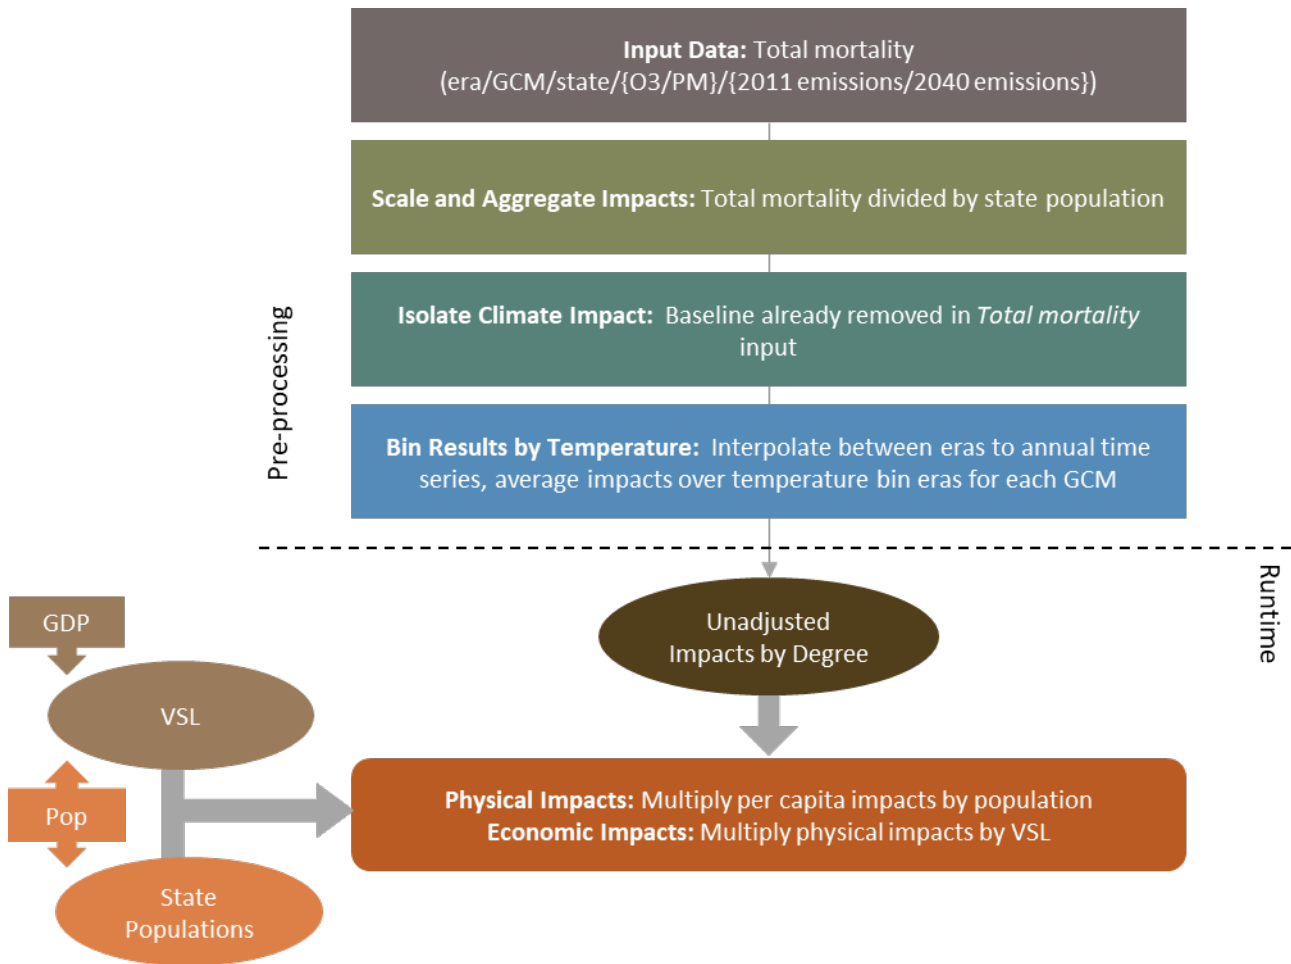 Input Data: Total mortality
(era/GCM/state/{O3/PM}/{2011 emissions/2040 emissions})
Scale and Aggregate Impacts: Total mortality divided by state population
Isolate Climate Impact: Baseline already removed in Total mortality
input
Bin Results by Temperature: Interpolate between eras to annual time
series, average impacts over temperature bin eras for each GCM
Pre-processing
Runtime
Unadjusted
Impacts by Degree
GDP
VSL
Pop
State
Populations
Physical Impacts: Multiply per capita impacts by population
Economic Impacts: Multiply physical impacts by VSL